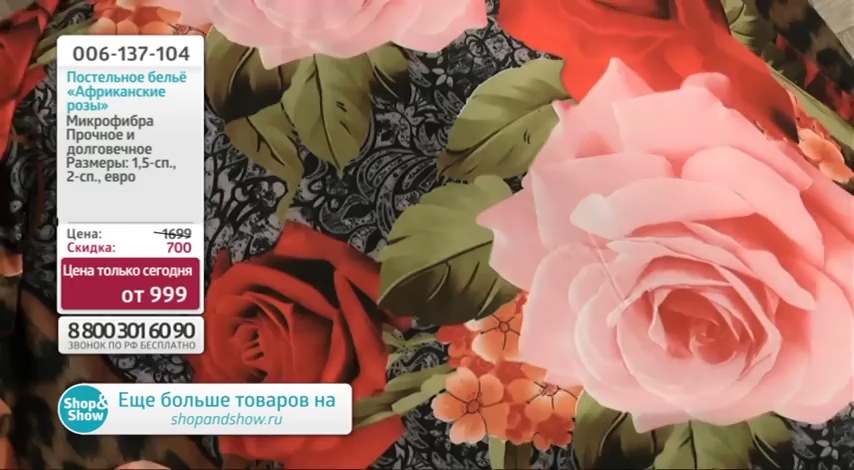 006-137-104
Постельное бельё
«Африканские
розы»
Микрофибра
Прочное и
долговечное
Размеры: 1,5-сп.,
2-сп., евро
Цена: 1699
Скидка: 700
Цена только сегодня
от 999
8 800 301 60 90
ЗВОНОК ПО РФ БЕСПЛАТНО
Shop&
Show
Еще больше товаров на
shopandshow.ru